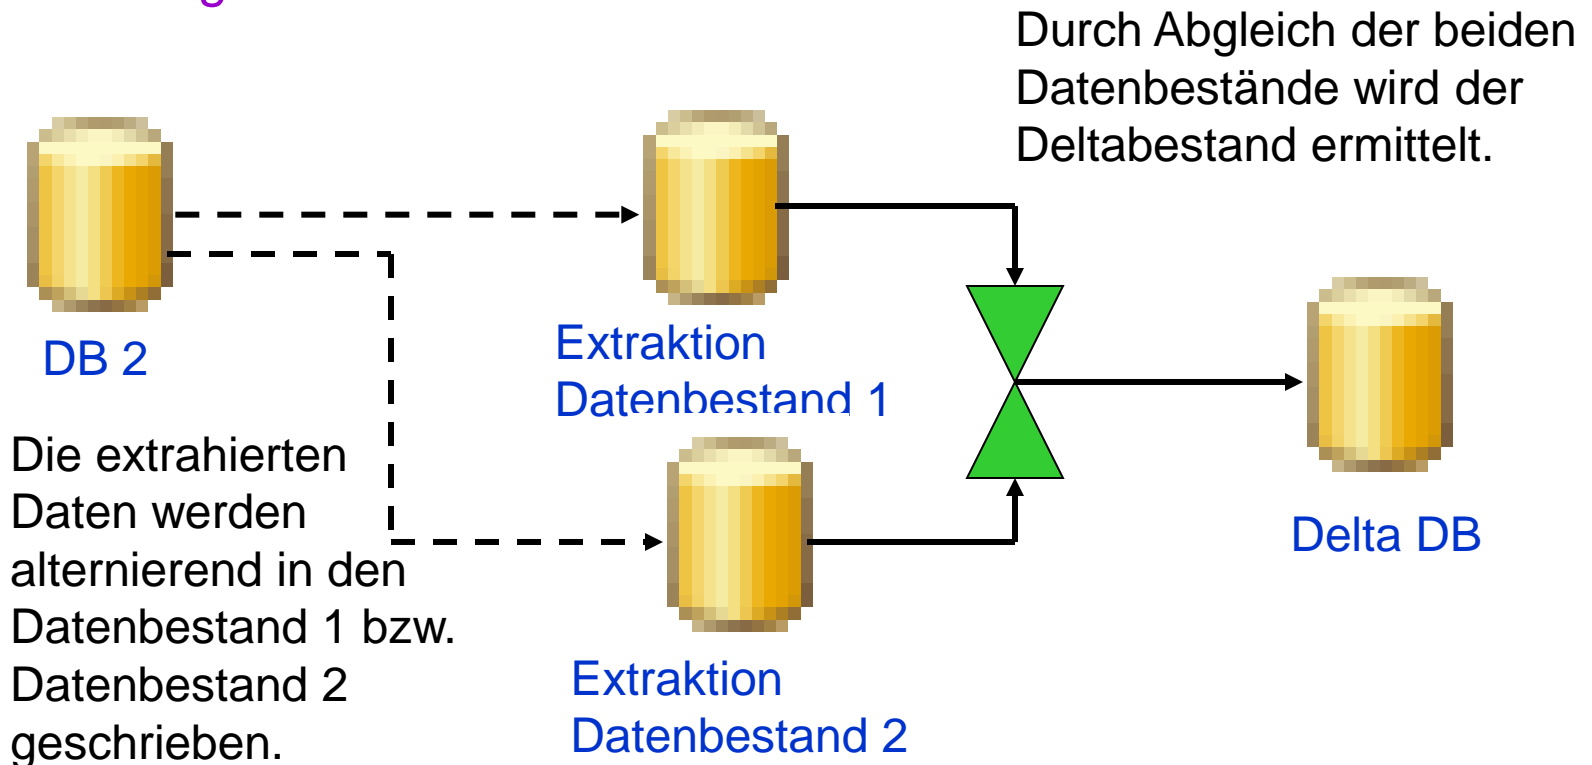 Durch Abgleich der beiden
Datenbestände wird der
Deltabestand ermittelt.
DB 2
Extraktion
Datenbestand 1
Die extrahierten
Daten werden
alternierend in den
Datenbestand 1 bzw.
Datenbestand 2
geschrieben.
Extraktion
Datenbestand 2
Delta DB